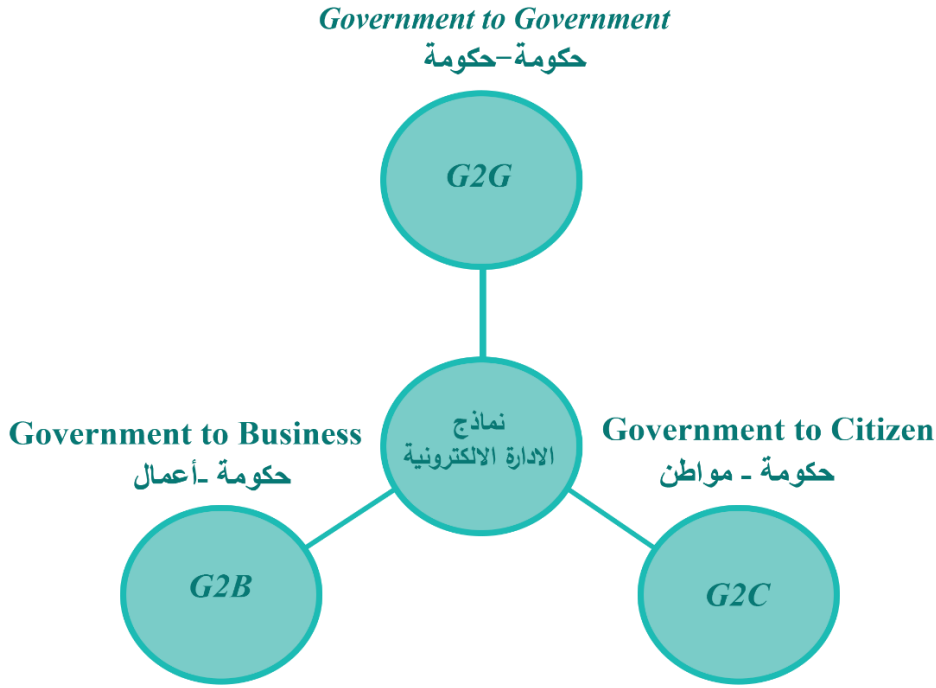 Government to Government
حكومة-حكومة
G2G
نماذج
الادارة الالكترونية
Government to Business
حكومة -أعمال
G2B
Government to Citizen
حكومة - مواطن
G2C